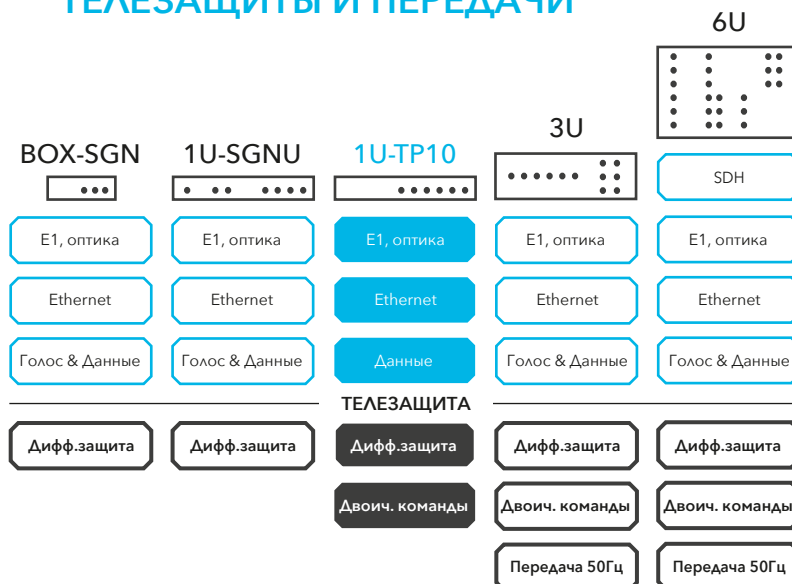 ТЕЛЕЗАЩИТЫ И ПЕРЕДАЧИ
6U
3U
BOX-SGN 1U-SGNU 1U-TP10
SDH
E1, оптика E1, оптика E1, оптика E1, оптика E1, оптика
Ethernet Ethernet Ethernet Ethernet Ethernet
Голос & Данные Голос & Данные Данные Голос & Данные Голос & Данные
ТЕЛЕЗАЩИТА
Дифф.защита Дифф.защита Дифф.защита Дифф.защита Дифф.защита
Двоич. команды Двоич. команды Двоич. команды
Передача 50Гц Передача 50Гц